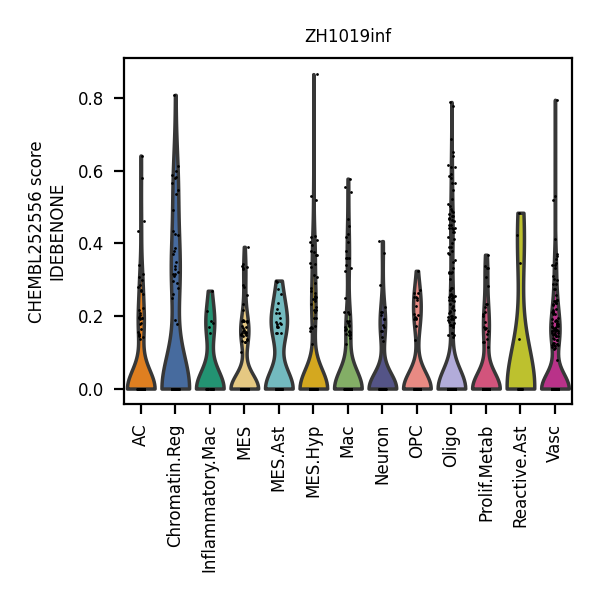 ZH1019inf
CHEMBL252556 score
IDEBENONE
0.8
0.6
0.4
0.2
0.0
AC
Chromatin.Reg
Inflammatory.Mac
MES
MES.Ast
MES.Hyp
Mac
Neuron
OPC
Oligo
Prolif.Metab
Reactive.Ast
Vasc